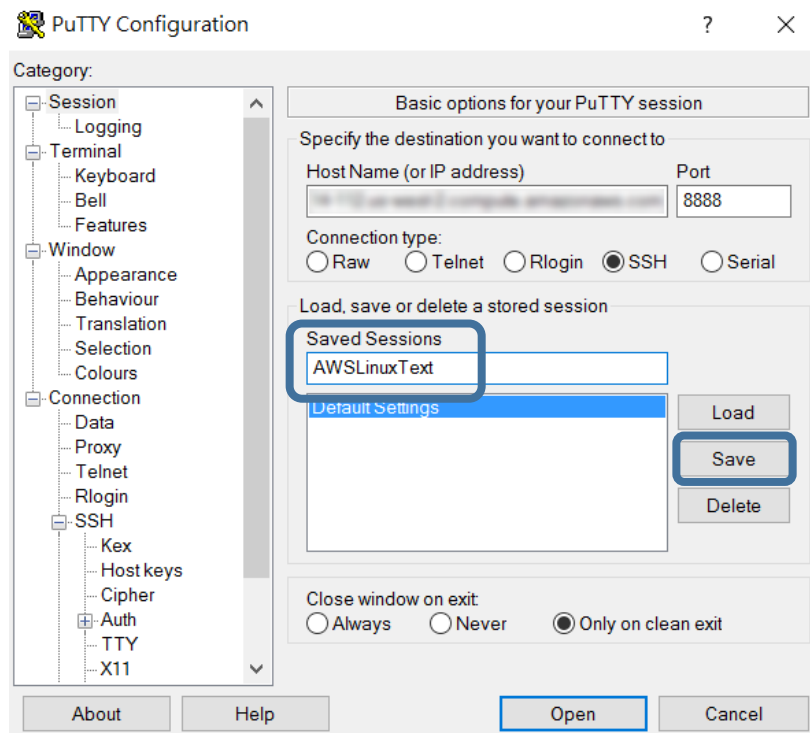 PuTTY Configuration
?
Category:
Session
Logging
Terminal
Keyboard
Bell
Features
Window
Appearance
Behaviour
Translation
Selection
Colours
Connection
Data
Proxy
Telnet
Rlogin
SSH
Kex
Host keys
Cipher
Auth
TTY
X11
Basic options for your PuTTY session
Specify the destination you want to connect to
Host Name (or IP address) Port
8888
Connection type:
Raw Telnet Rlogin SSH Serial
Load, save or delete a stored session
Saved Sessions
AWSLinuxText
Default Settings
Load
Save
Delete
Close window on exit:
Always Never Only on clean exit
About Help Open Cancel